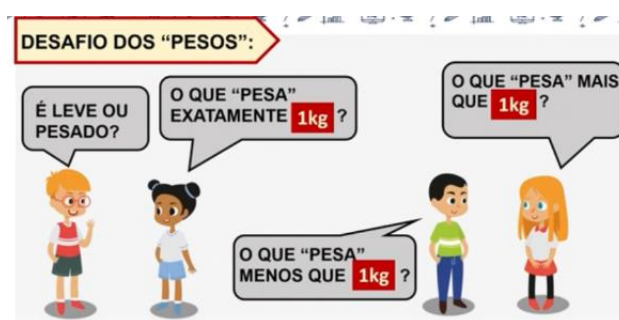 DESAFIO DOS “PESOS”:
É LEVE OU
PESADO?
O QUE “PESA”
EXATAMENTE 1kg ?
O QUE “PESA” MAIS
QUE 1kg ?
O QUE “PESA”
MENOS QUE 1kg ?